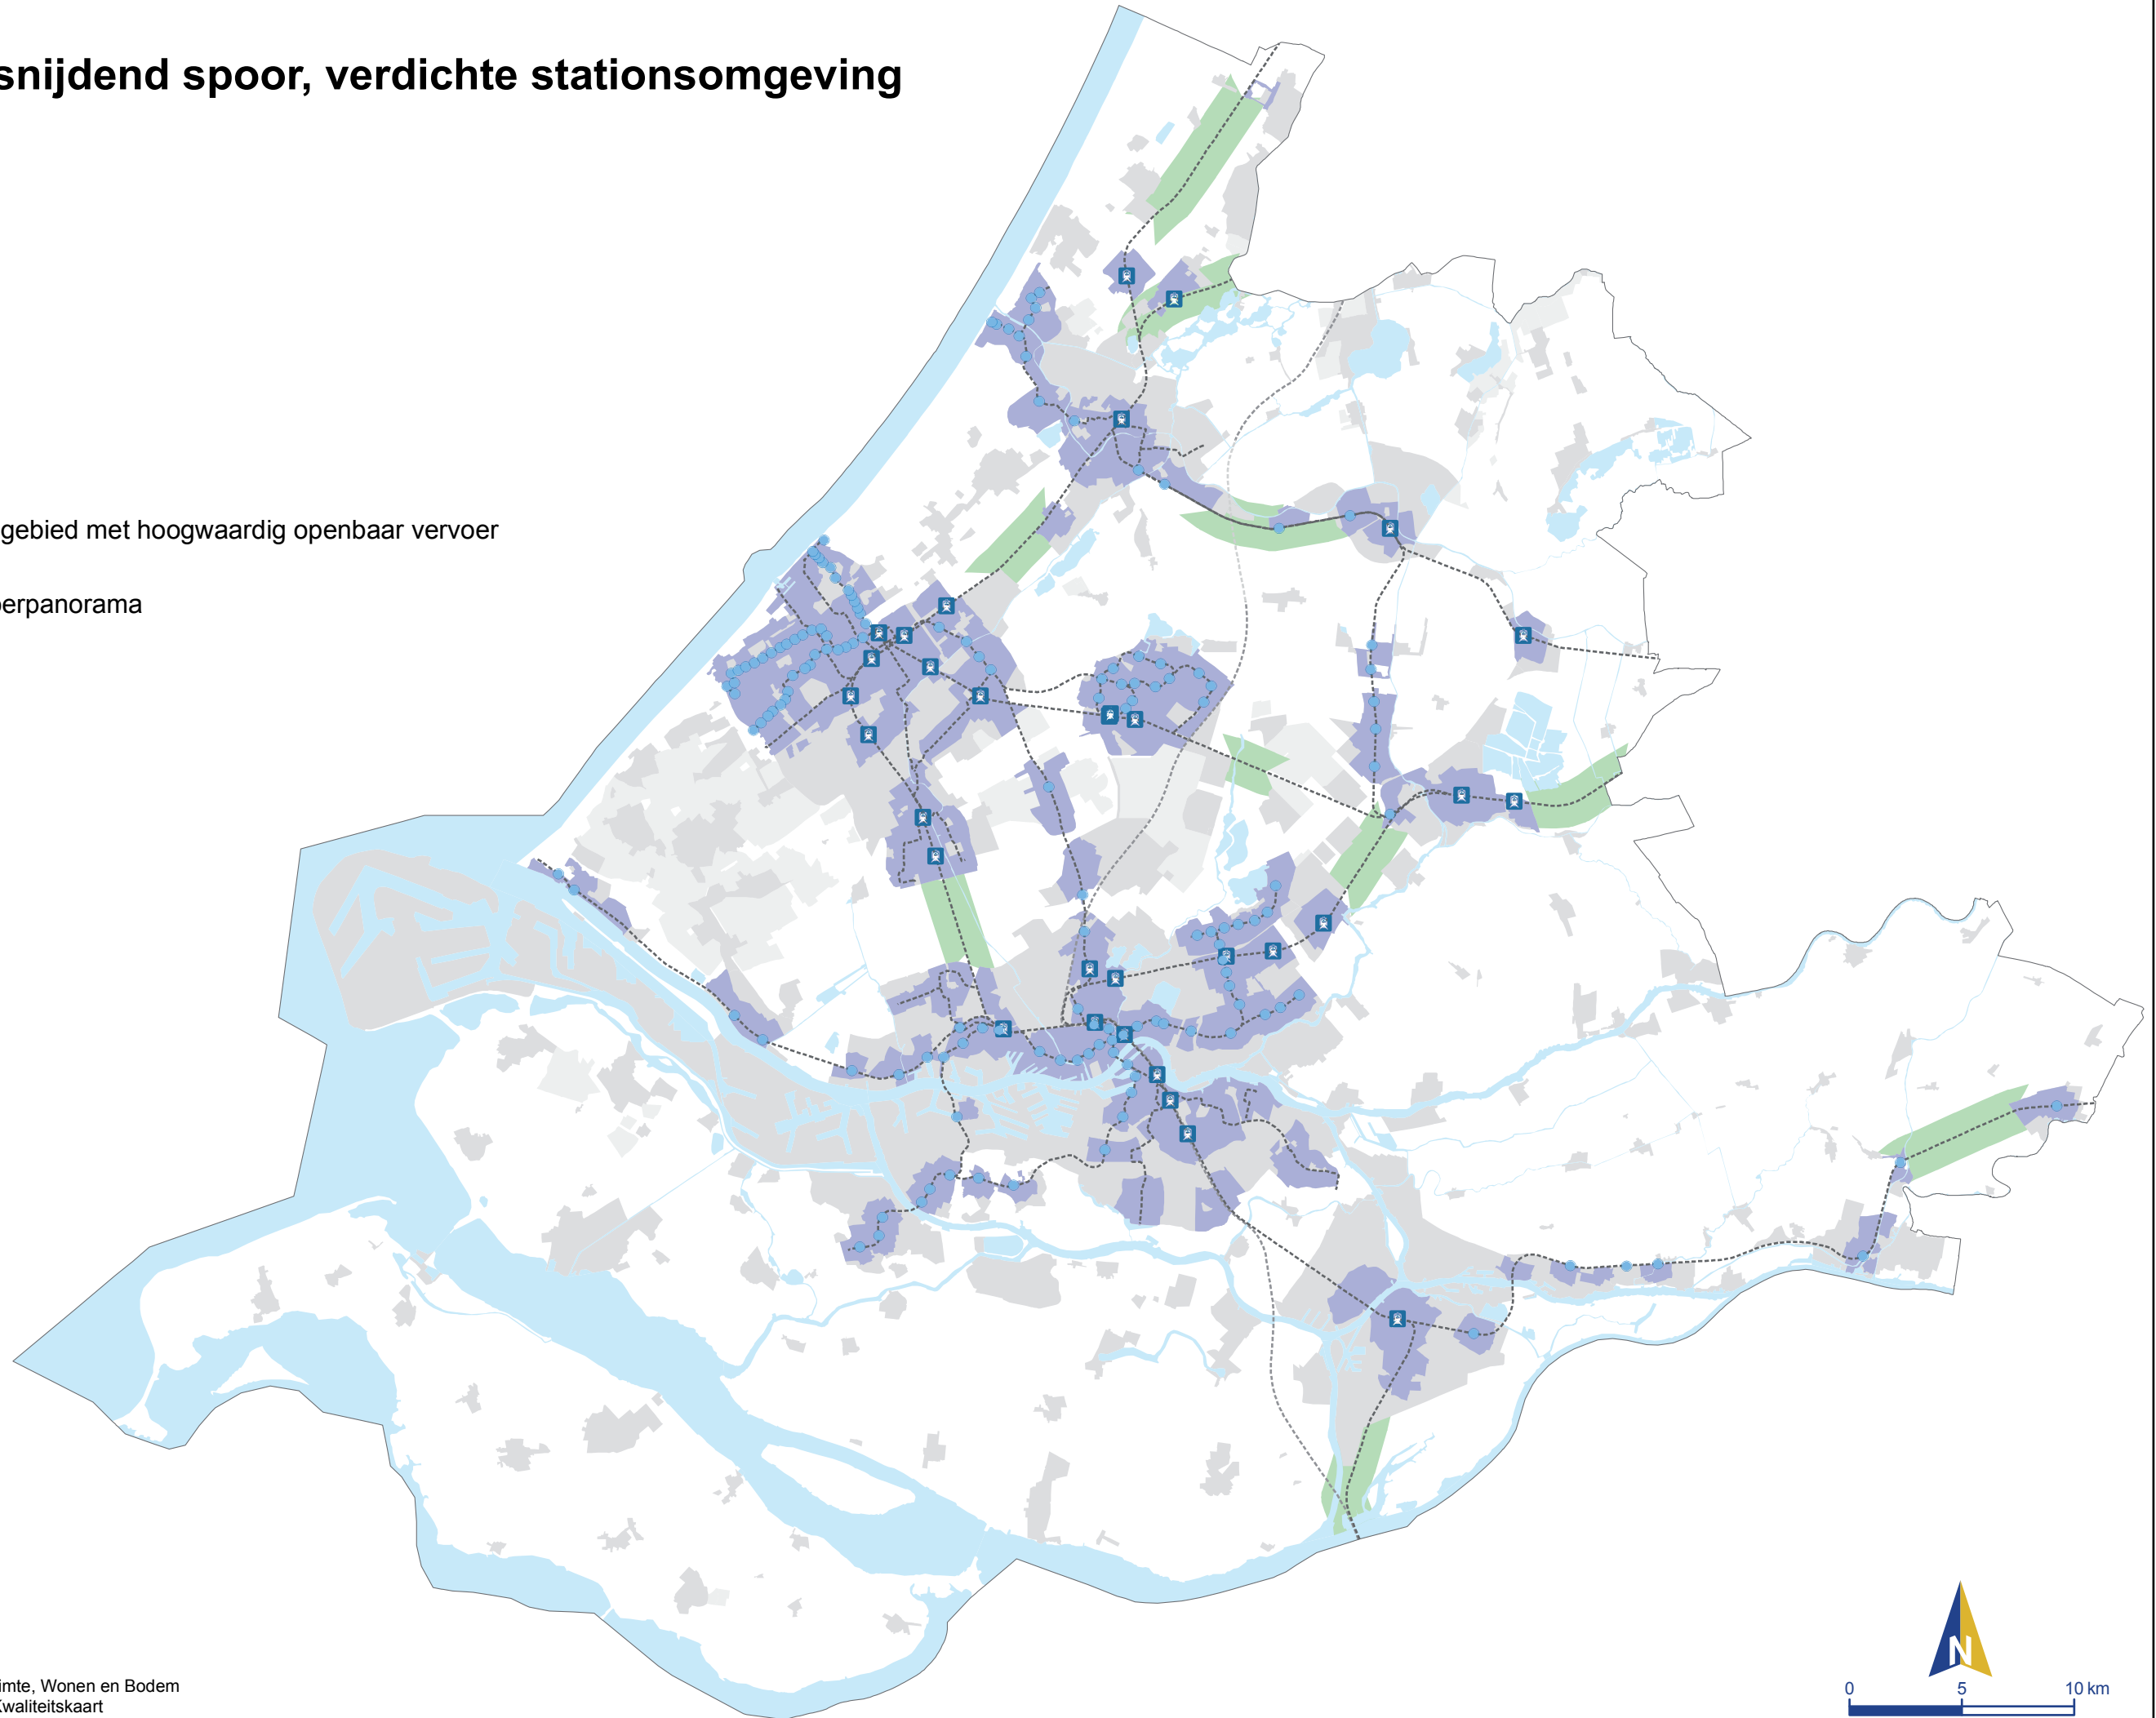 snijdend spoor, verdichte stationsomgeving
gebied met hoogwaardig openbaar vervoer
erpanorama
imte, Wonen en Bodem
Kwaliteitskaart
N
0 5 10 km